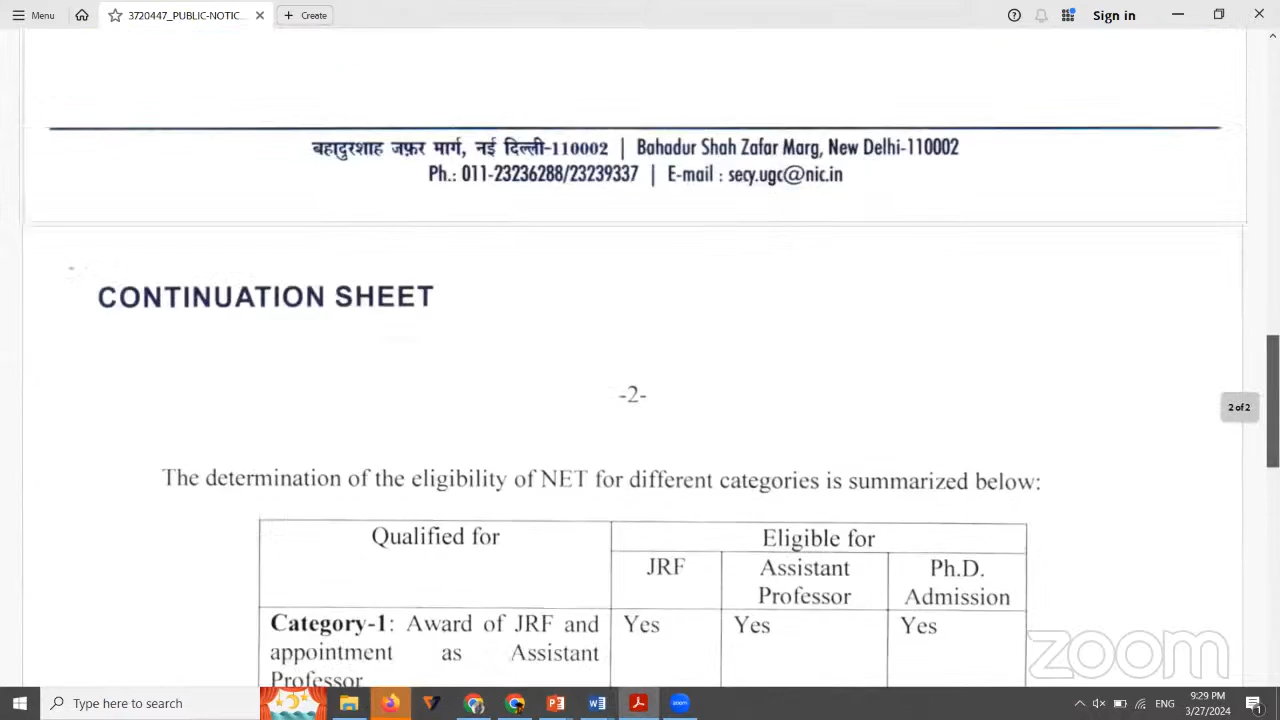 Menu
3720447_PUBLIC-NOTIC...
Create
Sign in
बहादुरशाह जफ़र मार्ग, नई दिल्ली-110002 | Bahadur Shah Zafar Marg, New Delhi-110002
Ph.: 011-23236288/23239337 | E-mail : secy.ugc@nic.in
CONTINUATION SHEET
-2-
2 of 2
The determination of the eligibility of NET for different categories is summarized below:
Qualified for
Eligible for
JRF
Assistant Professor
Ph.D. Admission
Category-1: Award of JRF and
appointment as Assistant
Professor
Yes
Yes
Yes
zoom
Type here to search
ENG
9:29 PM
3/27/2024